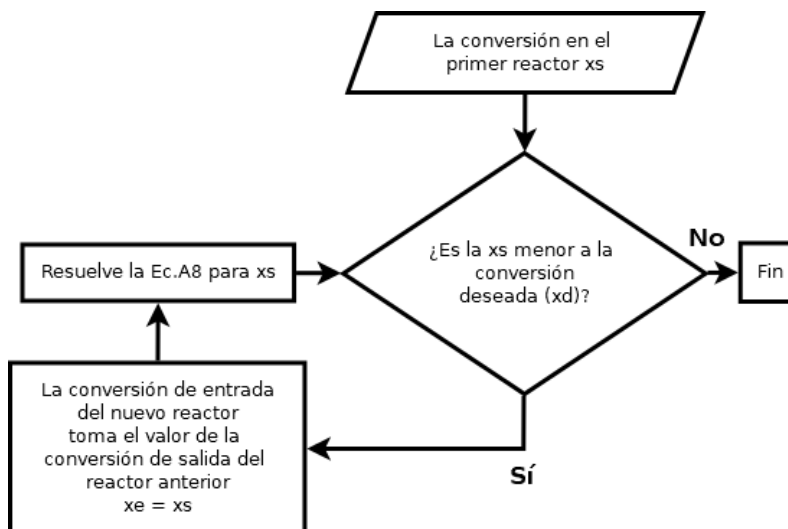 La conversión en el
primer reactor xs
¿Es la xs menor a la
conversión
deseada (xd)?
No
Fin
Sí
La conversión de entrada
del nuevo reactor
toma el valor de la
conversión de salida del
reactor anterior
xe = xs
Resuelve la Ec.A8 para xs